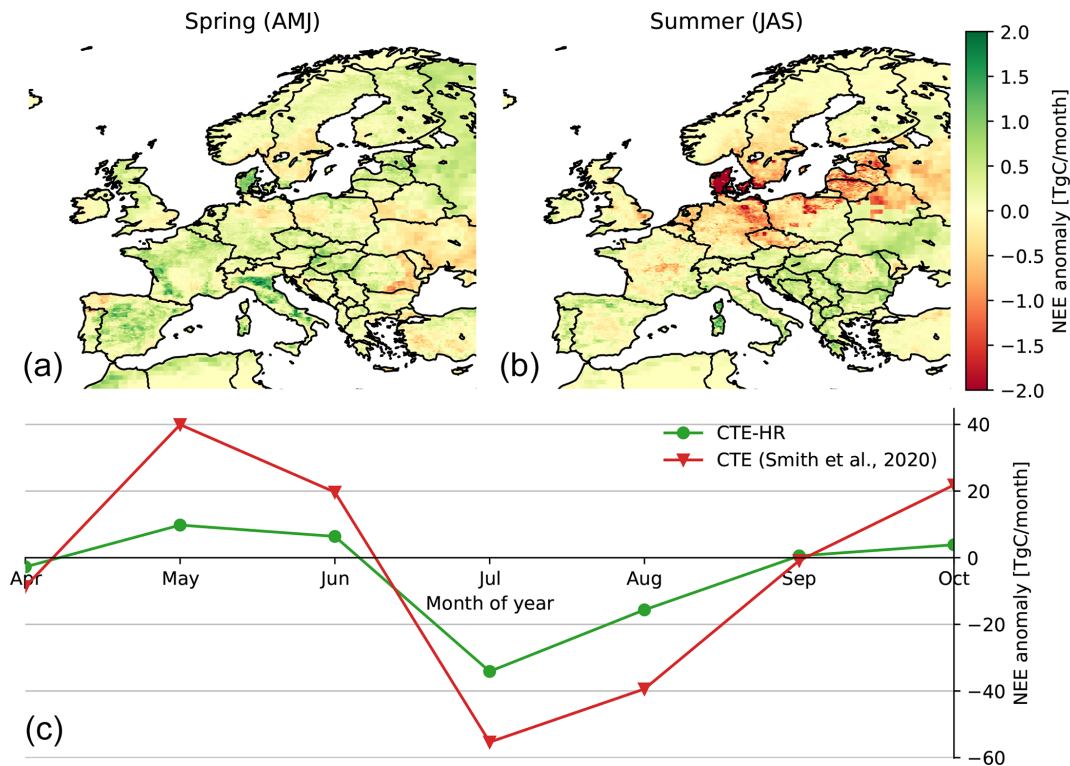 Spring (AMJ)
Summer (JAS)
(a)
(b)
2.0
1.5
1.0
0.5
0.0
−0.5
−1.0
−1.5
−2.0
NEE anomaly [TgC/month]
CTE-HR
CTE (Smith et al., 2020)
40
20
0
−20
−40
−60
NEE anomaly [TgC/month]
Apr
May
Jun
Jul
Aug
Sep
Oct
Month of year
(c)